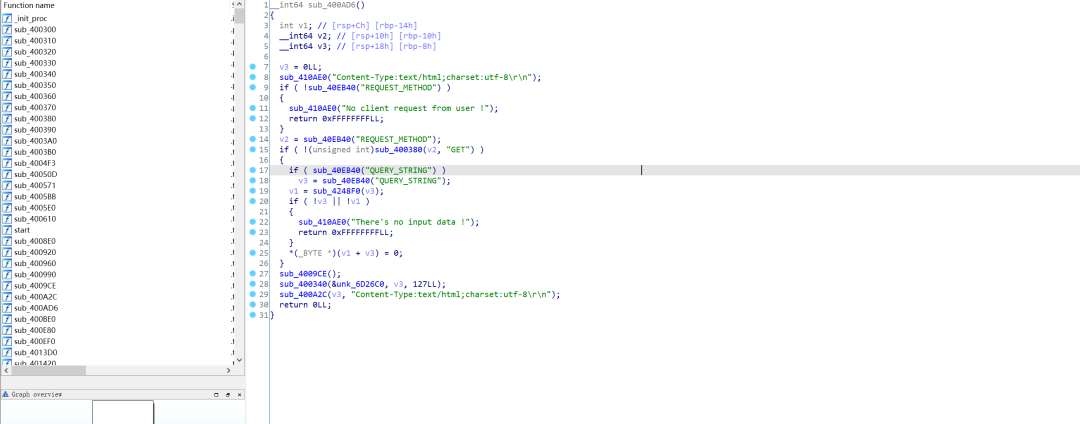 Function name
_init_proc
sub_400300
sub_400310
sub_400320
sub_400330
sub_400340
sub_400350
sub_400360
sub_400370
sub_400380
sub_400390
sub_4003A0
sub_4003B0
sub_4004F3
sub_40050D
sub_400571
sub_4005BB
sub_4005E0
sub_400610
start
sub_4008E0
sub_400920
sub_400960
sub_400990
sub_4009CE
sub_400A2C
sub_400AD6
sub_400BE0
sub_400E80
sub_400EF0
sub_4013D0
sub_401420
Graph overview
1 __int64 sub_400AD6()
2 {
3 int v1; // [rsp+Ch] [rbp-14h]
4 __int64 v2; // [rsp+10h] [rbp-10h]
5 __int64 v3; // [rsp+18h] [rbp-8h]
6
7 v3 = 0LL;
8 sub_410AE0("Content-Type:text/html;charset:utf-8\r\n");
9 if ( !sub_40EB40("REQUEST_METHOD") )
10 {
11 sub_410AE0("No client request from user !");
12 return 0xFFFFFFFFLL;
13 }
14 v2 = sub_40EB40("REQUEST_METHOD");
15 if ( !(unsigned int)sub_400380(v2, "GET") )
16 {
17 if ( sub_40EB40("QUERY_STRING") )
18 v3 = sub_40EB40("QUERY_STRING");
19 v1 = sub_4248F0(v3);
20 if ( !v3 || !v1 )
21 {
22 sub_410AE0("There's no input data !");
23 return 0xFFFFFFFFLL;
24 }
25 *(_BYTE *)(v1 + v3) = 0;
26 }
27 sub_4009CE();
28 sub_400340(&unk_6D26C0, v3, 127LL);
29 sub_400A2C(v3, "Content-Type:text/html;charset:utf-8\r\n");
30 return 0LL;
31 }